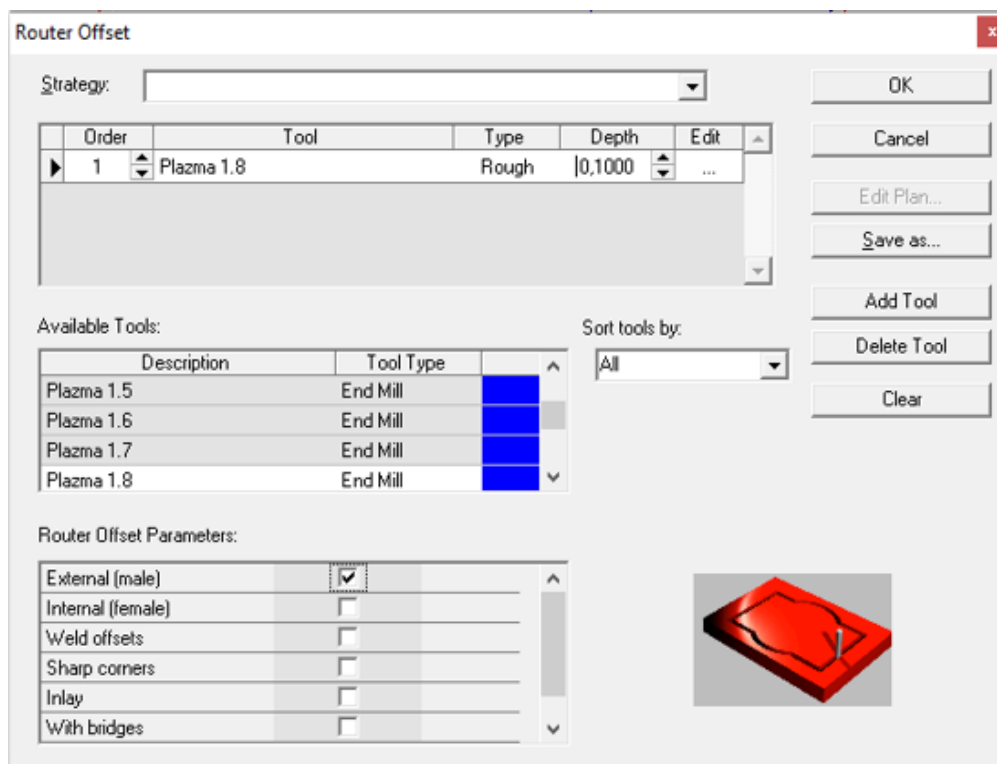 Router Offset
x
Strategy:
OK
Order Tool Type Depth Edit
Cancel
1 Plazma 1.8 Rough 0,1000 ...
Edit Plan...
Save as...
Add Tool
Available Tools:
Sort tools by:
Delete Tool
Description Tool Type
All
Plazma 1.5 End Mill
Clear
Plazma 1.6 End Mill
Plazma 1.7 End Mill
Plazma 1.8 End Mill
Router Offset Parameters:
External (male)
Internal (female)
Weld offsets
Sharp corners
Inlay
With bridges